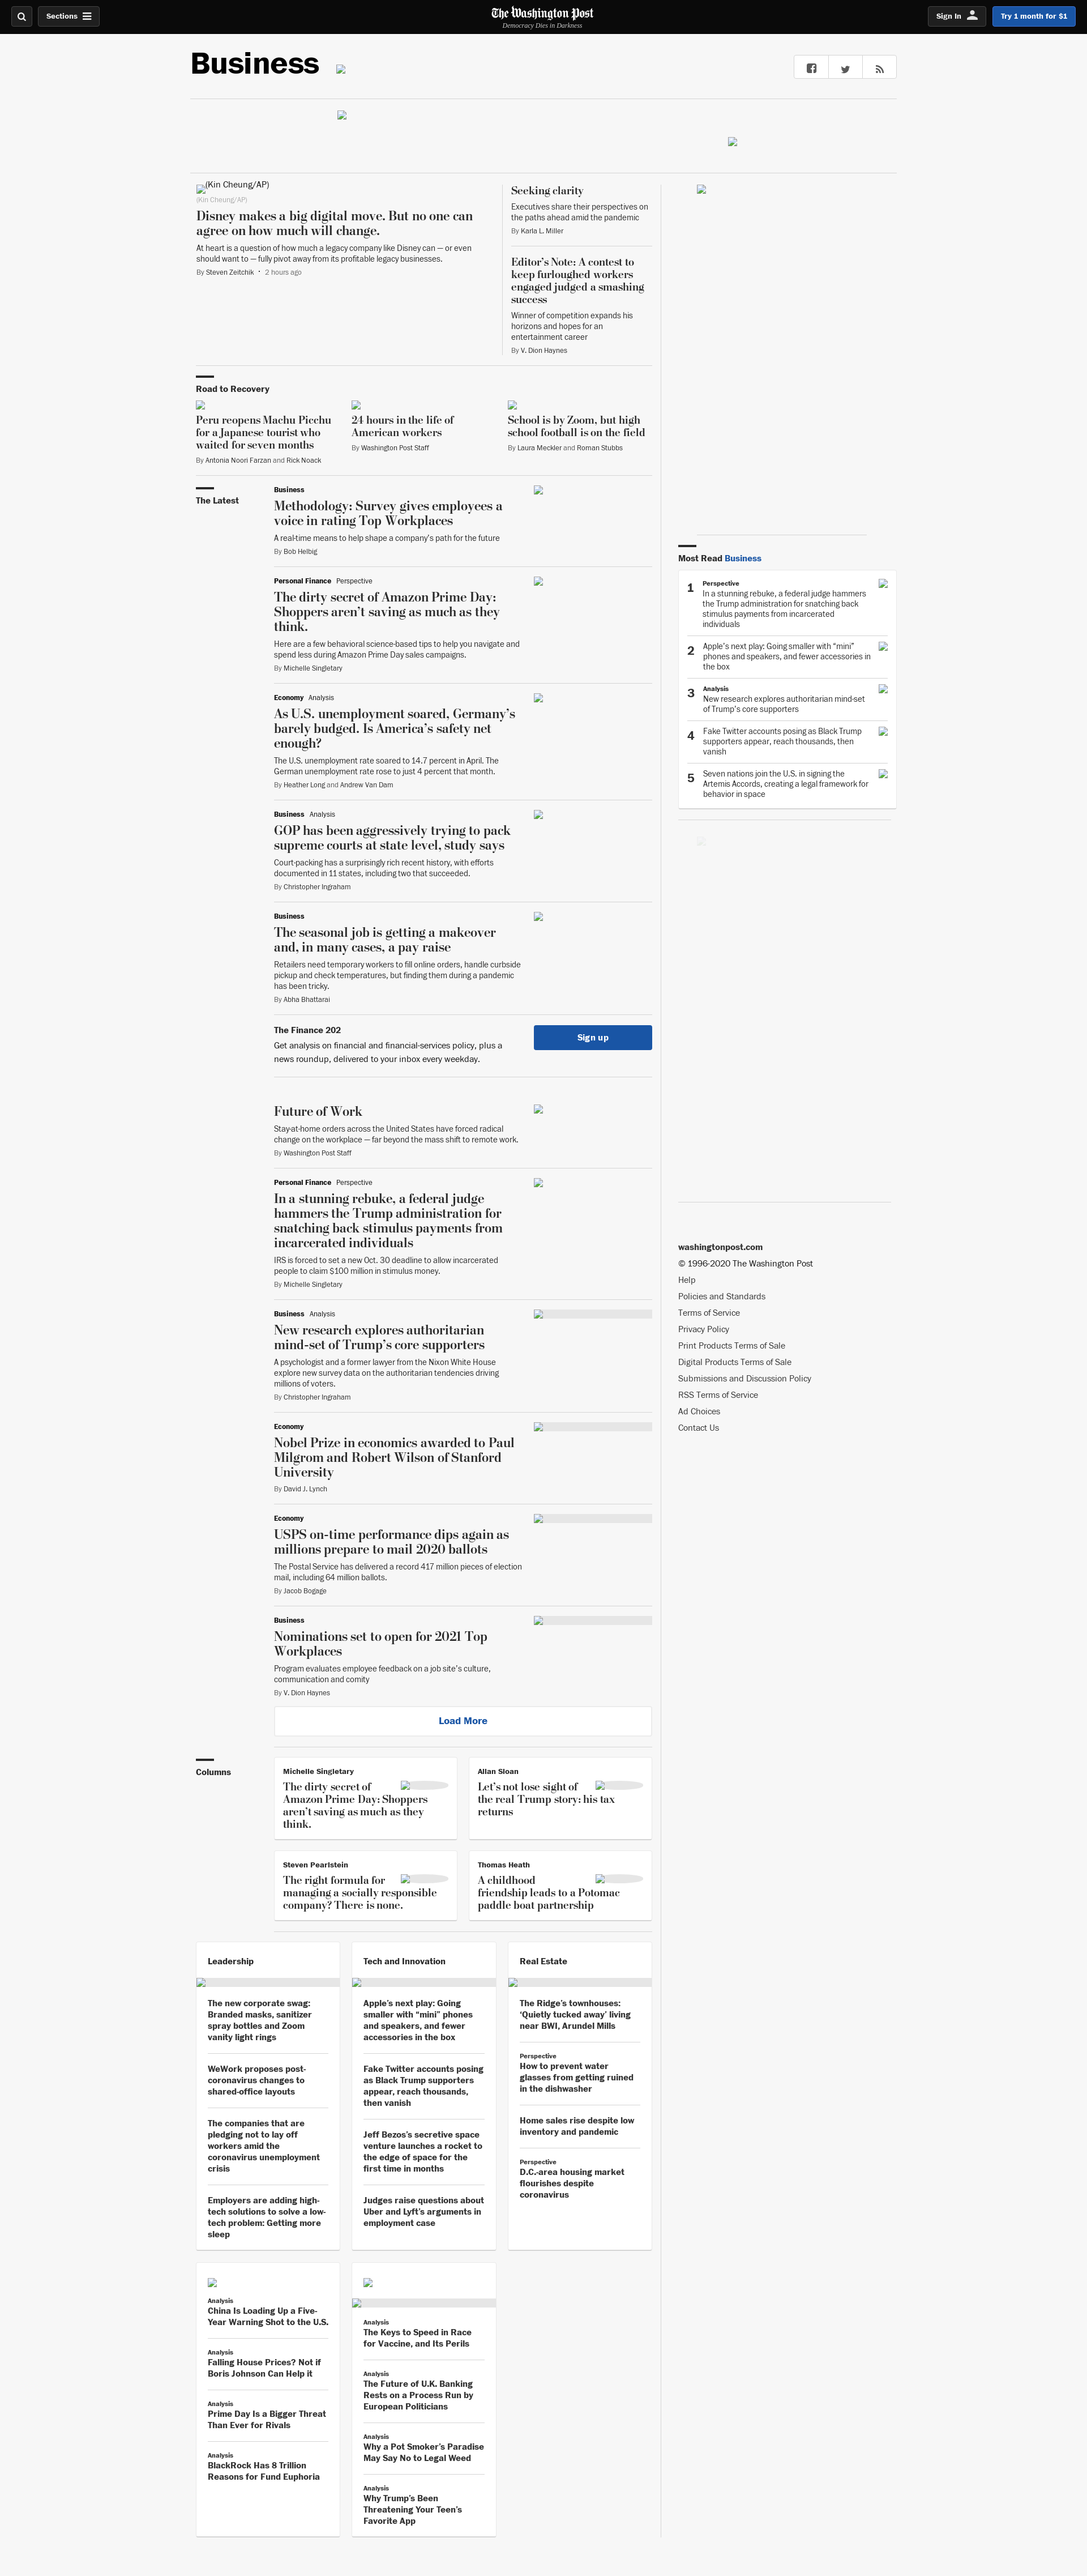 Sections
The Washington Post
Democracy Dies in Darkness
Sign In
Try 1 month for $1
Business
(Kin Cheung/AP)
(Kin Cheung/AP)
Disney makes a big digital move. But no one can
agree on how much will change.
At heart is a question of how much a legacy company like Disney can — or even
should want to — fully pivot away from its profitable legacy businesses.
By Steven Zeitchik • 2 hours ago
Seeking clarity
Executives share their perspectives on
the paths ahead amid the pandemic
By Karla L. Miller
Editor’s Note: A contest to
keep furloughed workers
engaged judged a smashing
success
Winner of competition expands his
horizons and hopes for an
entertainment career
By V. Dion Haynes
Road to Recovery
Peru reopens Machu Picchu
for a Japanese tourist who
waited for seven months
By Antonia Noori Farzan and Rick Noack
24 hours in the life of
American workers
By Washington Post Staff
School is by Zoom, but high
school football is on the field
By Laura Meckler and Roman Stubbs
The Latest
Business
Methodology: Survey gives employees a
voice in rating Top Workplaces
A real-time means to help shape a company’s path for the future
By Bob Helbig
Personal Finance Perspective
The dirty secret of Amazon Prime Day:
Shoppers aren’t saving as much as they
think.
Here are a few behavioral science-based tips to help you navigate and
spend less during Amazon Prime Day sales campaigns.
By Michelle Singletary
Economy Analysis
As U.S. unemployment soared, Germany’s
barely budged. Is America’s safety net
enough?
The U.S. unemployment rate soared to 14.7 percent in April. The
German unemployment rate rose to just 4 percent that month.
By Heather Long and Andrew Van Dam
Business Analysis
GOP has been aggressively trying to pack
supreme courts at state level, study says
Court-packing has a surprisingly rich recent history, with efforts
documented in 11 states, including two that succeeded.
By Christopher Ingraham
Business
The seasonal job is getting a makeover
and, in many cases, a pay raise
Retailers need temporary workers to fill online orders, handle curbside
pickup and check temperatures, but finding them during a pandemic
has been tricky.
By Abha Bhattarai
The Finance 202
Get analysis on financial and financial-services policy, plus a
news roundup, delivered to your inbox every weekday.
Sign up
Future of Work
Stay-at-home orders across the United States have forced radical
change on the workplace — far beyond the mass shift to remote work.
By Washington Post Staff
Personal Finance Perspective
In a stunning rebuke, a federal judge
hammers the Trump administration for
snatching back stimulus payments from
incarcerated individuals
IRS is forced to set a new Oct. 30 deadline to allow incarcerated
people to claim $100 million in stimulus money.
By Michelle Singletary
Business Analysis
New research explores authoritarian
mind-set of Trump’s core supporters
A psychologist and a former lawyer from the Nixon White House
explore new survey data on the authoritarian tendencies driving
millions of voters.
By Christopher Ingraham
Economy
Nobel Prize in economics awarded to Paul
Milgrom and Robert Wilson of Stanford
University
By David J. Lynch
Economy
USPS on-time performance dips again as
millions prepare to mail 2020 ballots
The Postal Service has delivered a record 417 million pieces of election
mail, including 64 million ballots.
By Jacob Bogage
Business
Nominations set to open for 2021 Top
Workplaces
Program evaluates employee feedback on a job site’s culture,
communication and comity
By V. Dion Haynes
Load More
Most Read Business
1
Perspective
In a stunning rebuke, a federal judge hammers
the Trump administration for snatching back
stimulus payments from incarcerated
individuals
2
Apple’s next play: Going smaller with “mini”
phones and speakers, and fewer accessories in
the box
3
Analysis
New research explores authoritarian mind-set
of Trump’s core supporters
4
Fake Twitter accounts posing as Black Trump
supporters appear, reach thousands, then
vanish
5
Seven nations join the U.S. in signing the
Artemis Accords, creating a legal framework for
behavior in space
washingtonpost.com
© 1996-2020 The Washington Post
Help
Policies and Standards
Terms of Service
Privacy Policy
Print Products Terms of Sale
Digital Products Terms of Sale
Submissions and Discussion Policy
RSS Terms of Service
Ad Choices
Contact Us
Columns
Michelle Singletary
The dirty secret of
Amazon Prime Day: Shoppers
aren’t saving as much as they
think.
Allan Sloan
Let’s not lose sight of
the real Trump story: his tax
returns
Steven Pearlstein
The right formula for
managing a socially responsible
company? There is none.
Thomas Heath
A childhood
friendship leads to a Potomac
paddle boat partnership
Leadership
The new corporate swag:
Branded masks, sanitizer
spray bottles and Zoom
vanity light rings
WeWork proposes post-
coronavirus changes to
shared-office layouts
The companies that are
pledging not to lay off
workers amid the
coronavirus unemployment
crisis
Employers are adding high-
tech solutions to solve a low-
tech problem: Getting more
sleep
Tech and Innovation
Apple’s next play: Going
smaller with “mini” phones
and speakers, and fewer
accessories in the box
Fake Twitter accounts posing
as Black Trump supporters
appear, reach thousands,
then vanish
Jeff Bezos’s secretive space
venture launches a rocket to
the edge of space for the
first time in months
Judges raise questions about
Uber and Lyft’s arguments in
employment case
Real Estate
The Ridge’s townhouses:
‘Quietly tucked away’ living
near BWI, Arundel Mills
Perspective
How to prevent water
glasses from getting ruined
in the dishwasher
Home sales rise despite low
inventory and pandemic
Perspective
D.C.-area housing market
flourishes despite
coronavirus
Analysis
China Is Loading Up a Five-
Year Warning Shot to the U.S.
Analysis
Falling House Prices? Not if
Boris Johnson Can Help it
Analysis
Prime Day Is a Bigger Threat
Than Ever for Rivals
Analysis
BlackRock Has 8 Trillion
Reasons for Fund Euphoria
Analysis
The Keys to Speed in Race
for Vaccine, and Its Perils
Analysis
The Future of U.K. Banking
Rests on a Process Run by
European Politicians
Analysis
Why a Pot Smoker’s Paradise
May Say No to Legal Weed
Analysis
Why Trump’s Been
Threatening Your Teen’s
Favorite App